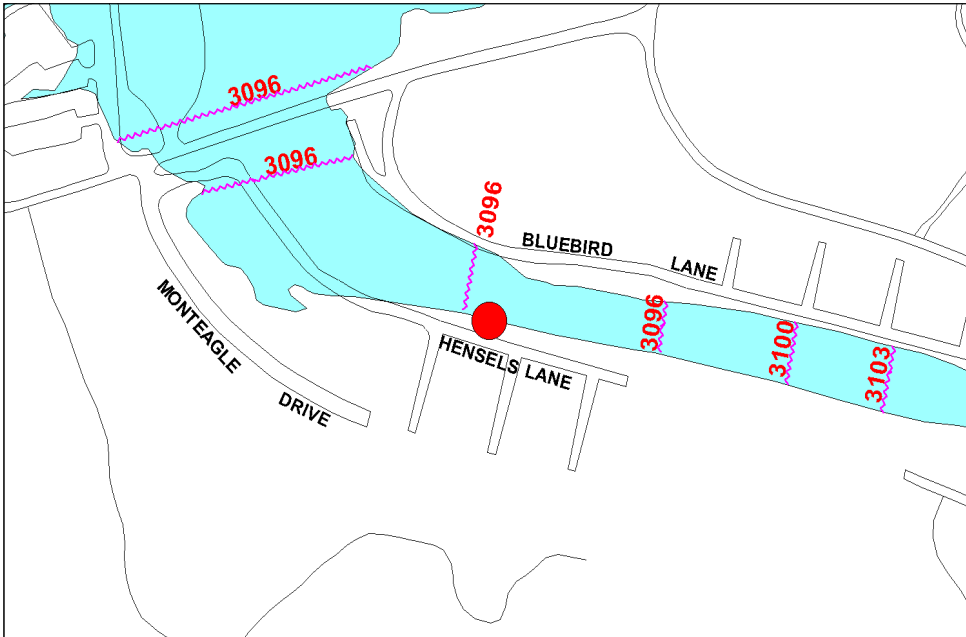 3096
3096
3096
BLUEBIRD
LANE
3096
3100
3103
MONTEAGLE
DRIVE
HENSELS LANE